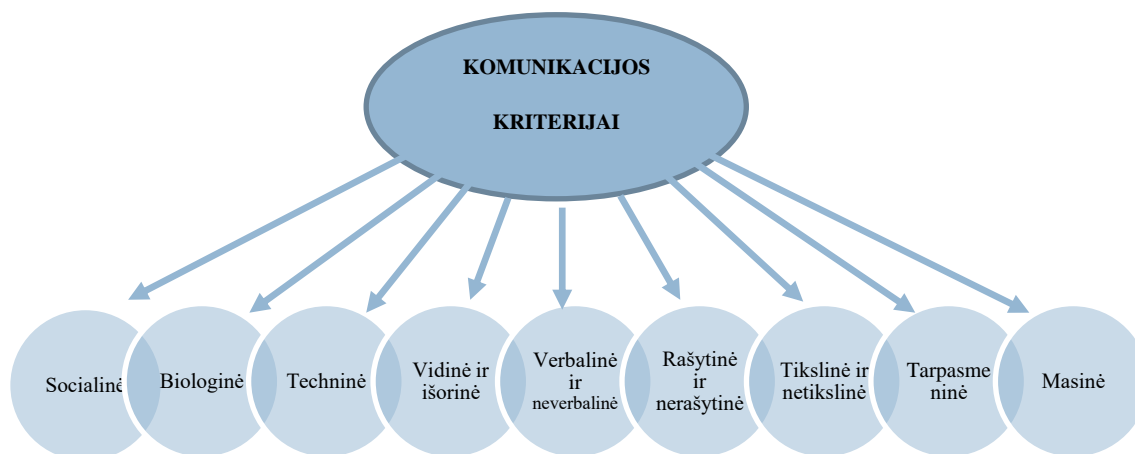 KOMUNIKACIJOS
KRITERIJAI
Socialinė
Biologinė
Techninė
Vidinė ir
išorinė
Verbalinė
ir
neverbalinė
Rašytinė
ir
nerašytinė
Tikslinė ir
netikslinė
Tarpasme
ninė
Masinė